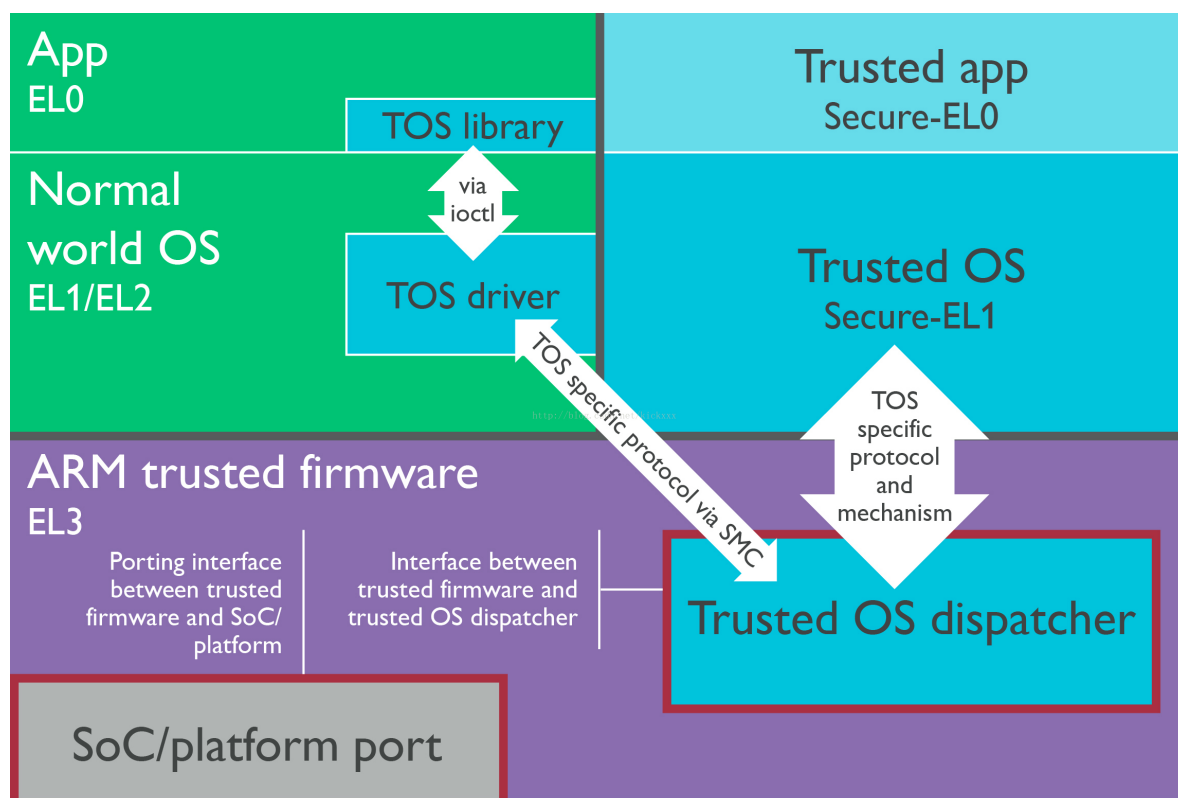 App
EL0
TOS library
Trusted app
Secure-EL0
Normal
world OS
EL1/EL2
via
ioctl
TOS driver
Trusted OS
Secure-EL1
TOS specific protocol via SMC
TOS
specific
protocol
and
mechanism
ARM trusted firmware
EL3
Porting interface
between trusted
firmware and SoC/
platform
Interface between
trusted firmware and
trusted OS dispatcher
Trusted OS dispatcher
SoC/platform port